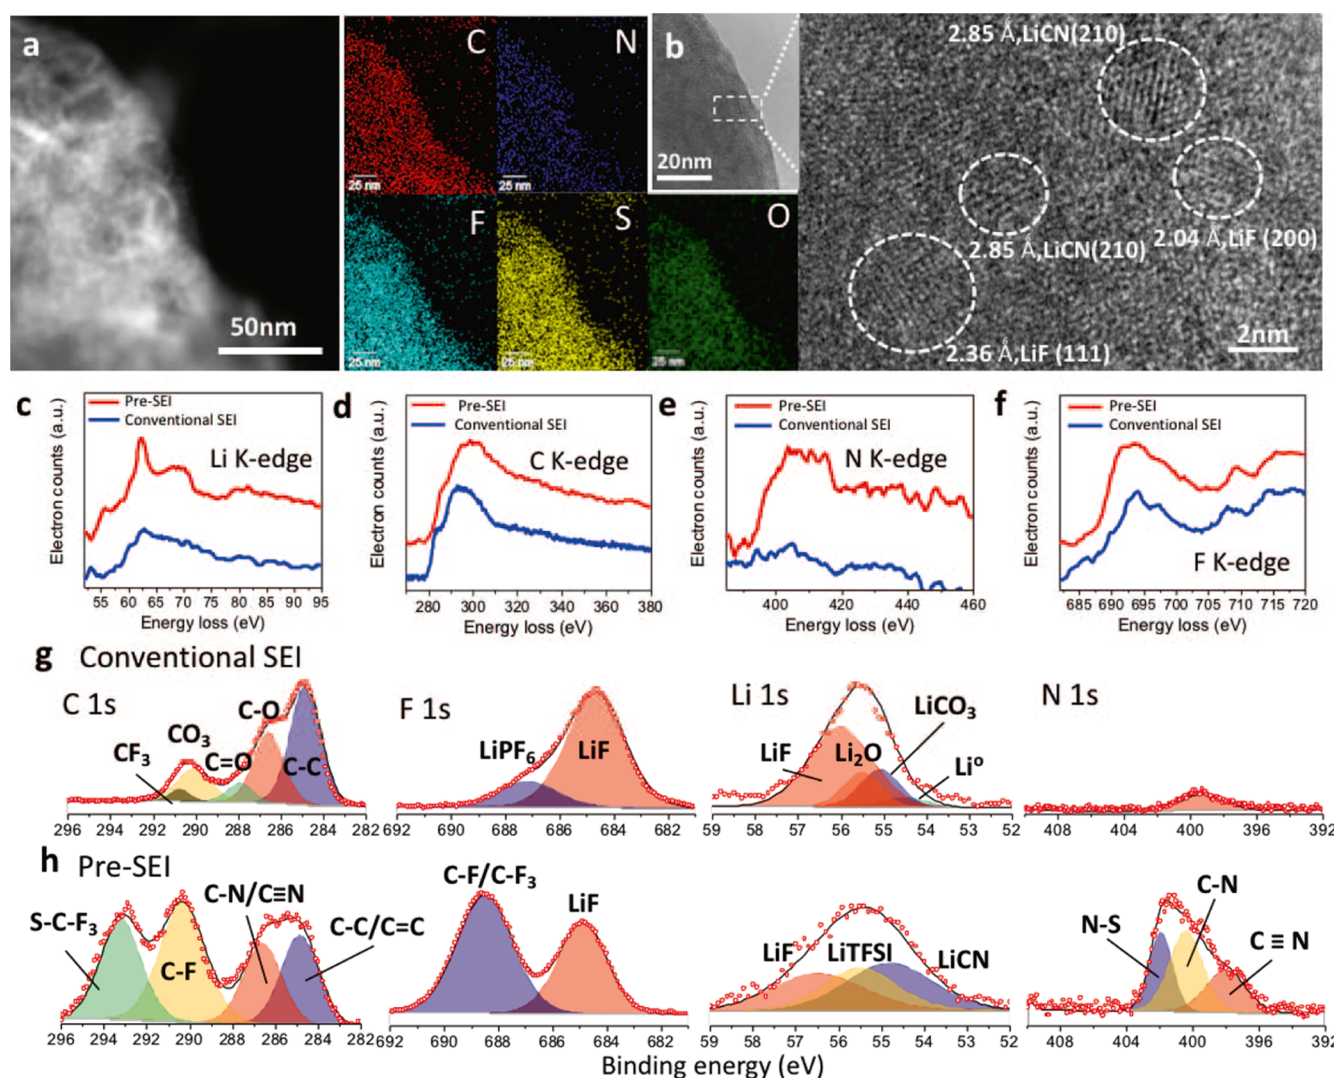 a
50nm
C
25 nm
N
25 nm
F
25 nm
S
25 nm
O
25 nm
b
20nm
2.85 Å,LiCN(210)
2.85 Å,LiCN(210)
2.04 Å,LiF (200)
2.36 Å,LiF (111)
2nm
c
Pre-SEI
Conventional SEI
Li K-edge
Electron counts (a.u.)
55 60 65 70 75 80 85 90 95
Energy loss (eV)
d
Pre-SEI
Conventional SEI
C K-edge
Electron counts (a.u.)
280 300 320 340 360 380
Energy loss (eV)
e
Pre-SEI
Conventional SEI
N K-edge
Electron counts (a.u.)
400 420 440 460
Energy loss (eV)
f
Pre-SEI
Conventional SEI
F K-edge
Electron counts (a.u.)
685 690 695 700 705 710 715 720
Energy loss (eV)
g Conventional SEI
C 1s
CF3
CO3
C=O
C-O
C-C
296 294 292 290 288 286 284 282
F 1s
LiPF6
LiF
692 690 688 686 684 682
Li 1s
LiF
Li2O
LiCO3
Liº
59 58 57 56 55 54 53 52
N 1s
408 404 400 396 392
h Pre-SEI
S-C-F3
C-F
C-N/C≡N
C-C/C=C
296 294 292 290 288 286 284 282
C-F/C-F3
LiF
692 690 688 686 684 682
LiF
LiTFSI
LiCN
59 58 57 56 55 54 53 52
N-S
C-N
C ≡ N
408 404 400 396 392
Binding energy (eV)